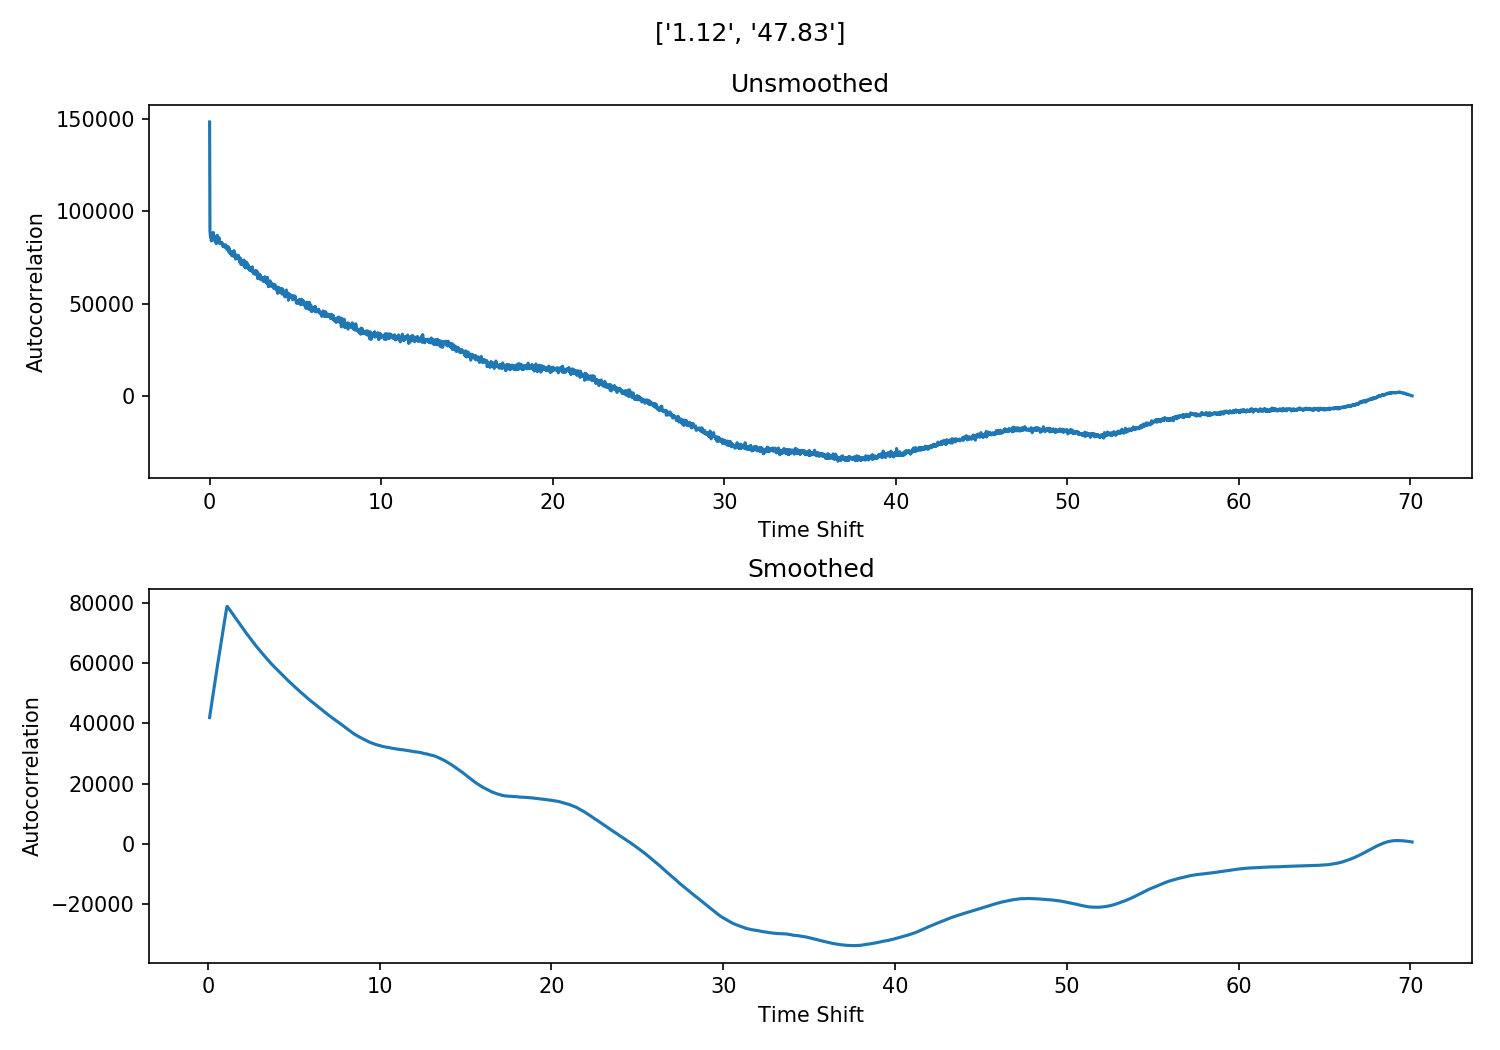 ['1.12', '47.83']
Unsmoothed
150000
100000
50000
0
Autocorrelation
0 10 20 30 40 50 60 70
Time Shift
Smoothed
80000
60000
40000
20000
0
−20000
Autocorrelation
0 10 20 30 40 50 60 70
Time Shift